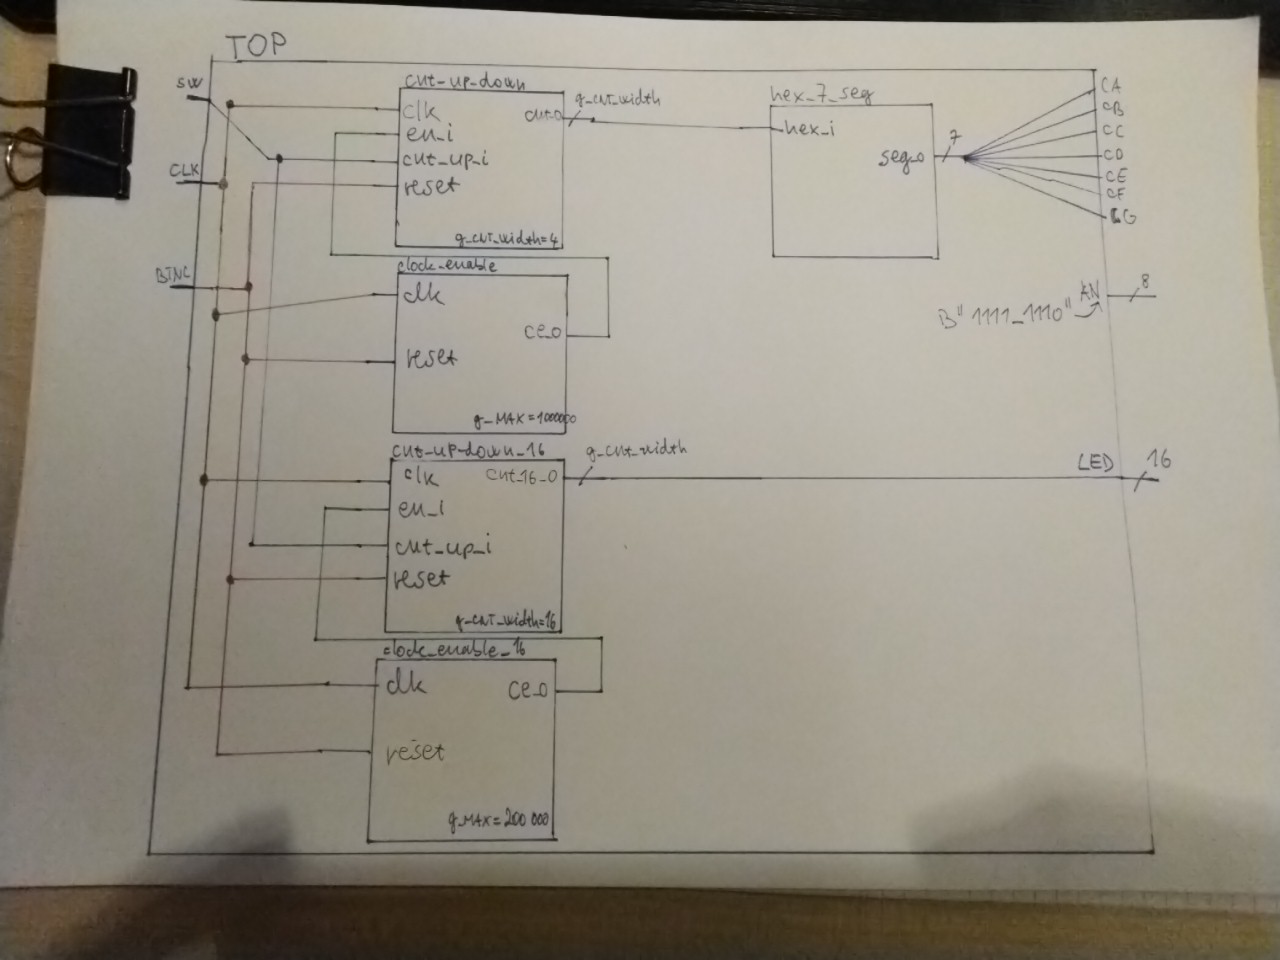 TOP
SW
CLK
BTNC
cnt_up_down
clk
en_i
cnt_up_i
reset
cnt_o
g_CNT_width=4
g_CNT_width
hex_7_seg
hex_i
seg_o
7
CA
CB
CC
CD
CE
CF
CG
AN
8
B"1111_1110"
clock_enable
clk
reset
ce_o
g_MAX=1000000
cnt_up_down_16
clk
en_i
cnt_up_i
reset
cnt_16_o
g_CNT_width=16
g_cnt_width
LED
16
clock_enable_16
clk
reset
ce_o
g_MAX=200 000